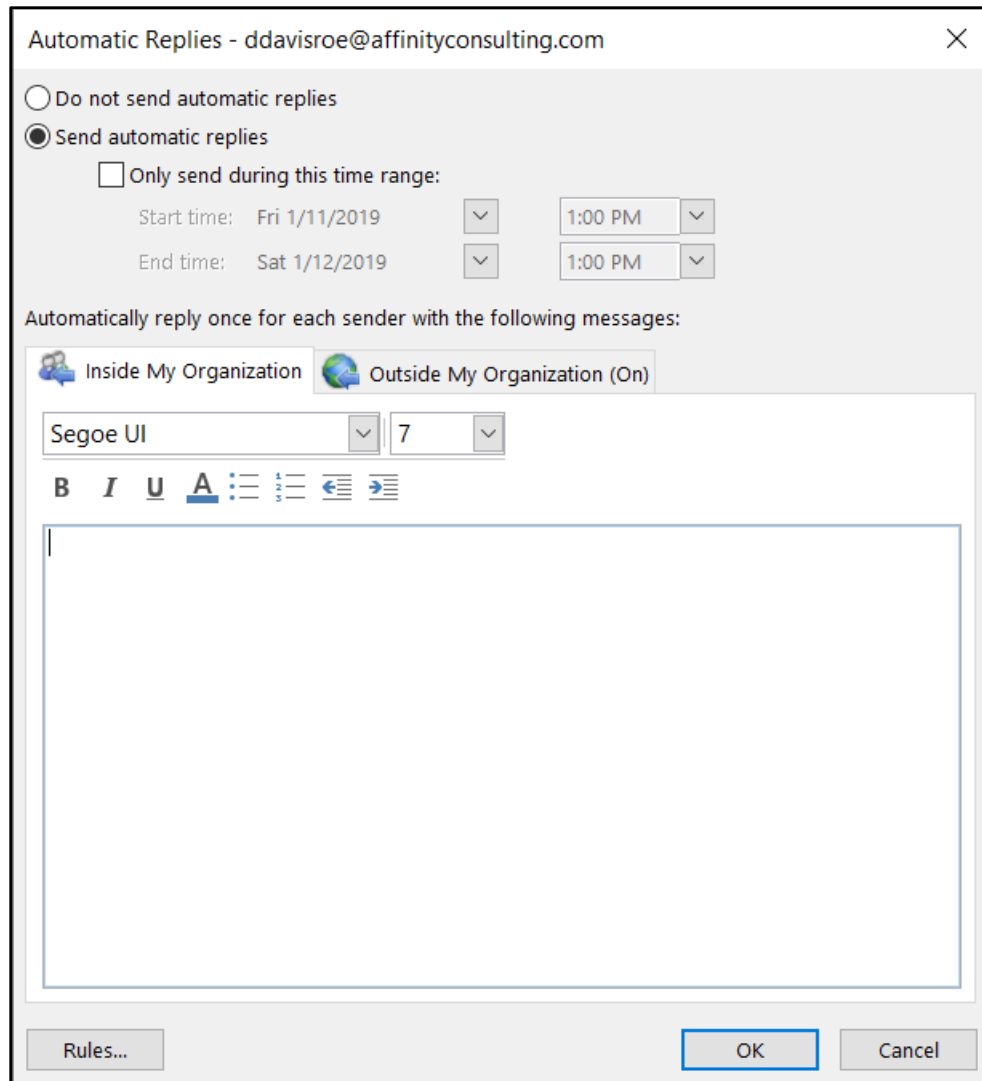 Automatic Replies - ddavisroe@affinityconsulting.com
Do not send automatic replies
Send automatic replies
Only send during this time range:
Start time: Fri 1/11/2019 1:00 PM
End time: Sat 1/12/2019 1:00 PM
Automatically reply once for each sender with the following messages:
Inside My Organization Outside My Organization (On)
Segoe UI 7
B I U A
Rules... OK Cancel